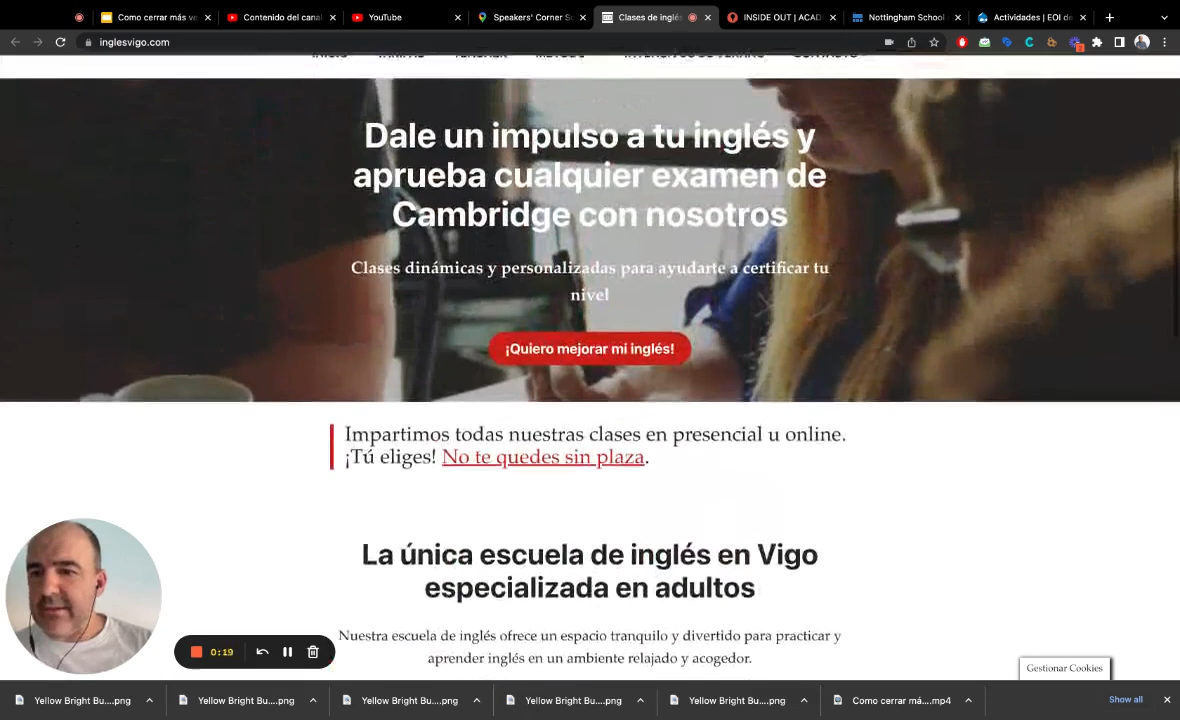 Como cerrar más ve
Contenido del cana
YouTube
Speakers' Corner S
Clases de inglé
INSIDE OUT | ACAD
Nottingham School
Actividades | EOI de
inglesvigo.com
Dale un impulso a tu inglés y
aprueba cualquier examen de
Cambridge con nosotros
Clases dinámicas y personalizadas para ayudarte a certificar tu
nivel
¡Quiero mejorar mi inglés!
Impartimos todas nuestras clases en presencial u online.
¡Tú eliges! No te quedes sin plaza.
La única escuela de inglés en Vigo
especializada en adultos
Nuestra escuela de inglés ofrece un espacio tranquilo y divertido para practicar y
aprender inglés en un ambiente relajado y acogedor.
0:19
Gestionar Cookies
Yellow Bright Bu....png
Yellow Bright Bu....png
Yellow Bright Bu....png
Yellow Bright Bu....png
Yellow Bright Bu....png
Como cerrar má....mp4
Show all